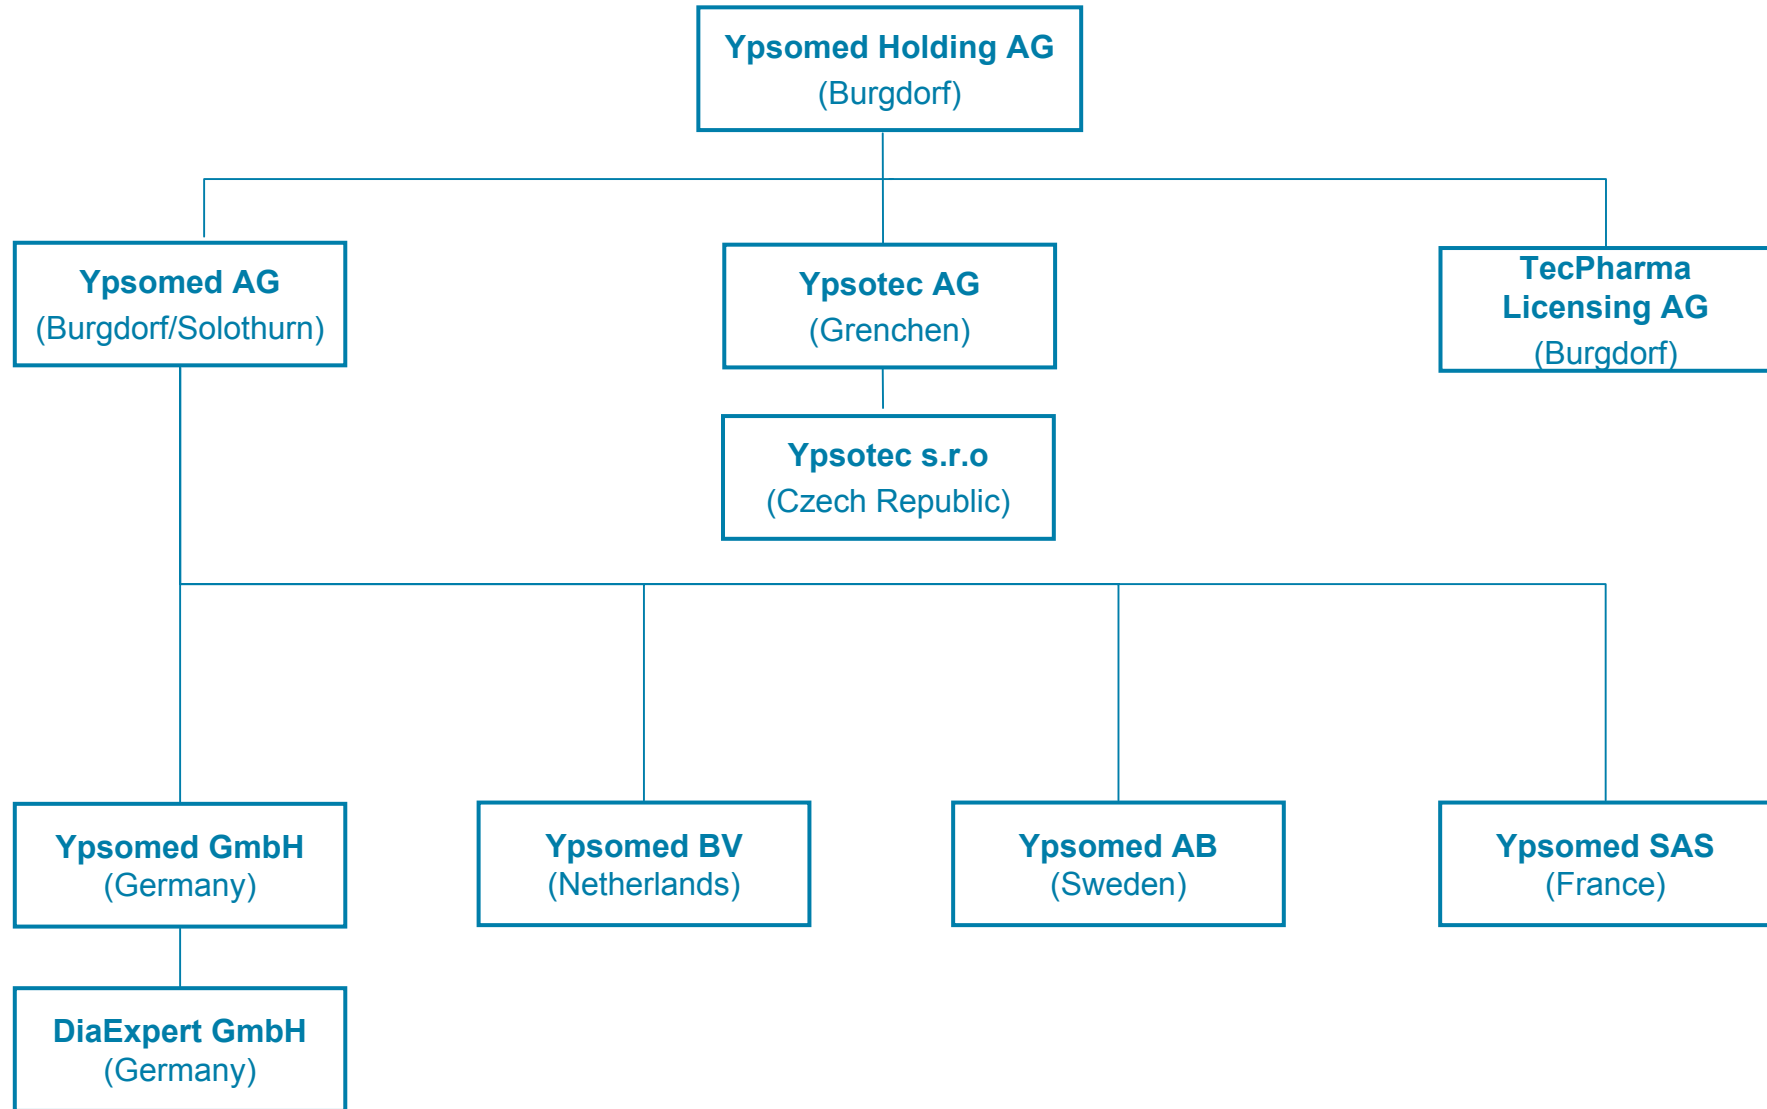 Ypsomed Holding AG
(Burgdorf)
Ypsomed AG
(Burgdorf/Solothurn)
Ypsotec AG
(Grenchen)
TecPharma
Licensing AG
(Burgdorf)
Ypsotec s.r.o
(Czech Republic)
Ypsomed GmbH
(Germany)
Ypsomed BV
(Netherlands)
Ypsomed AB
(Sweden)
Ypsomed SAS
(France)
DiaExpert GmbH
(Germany)